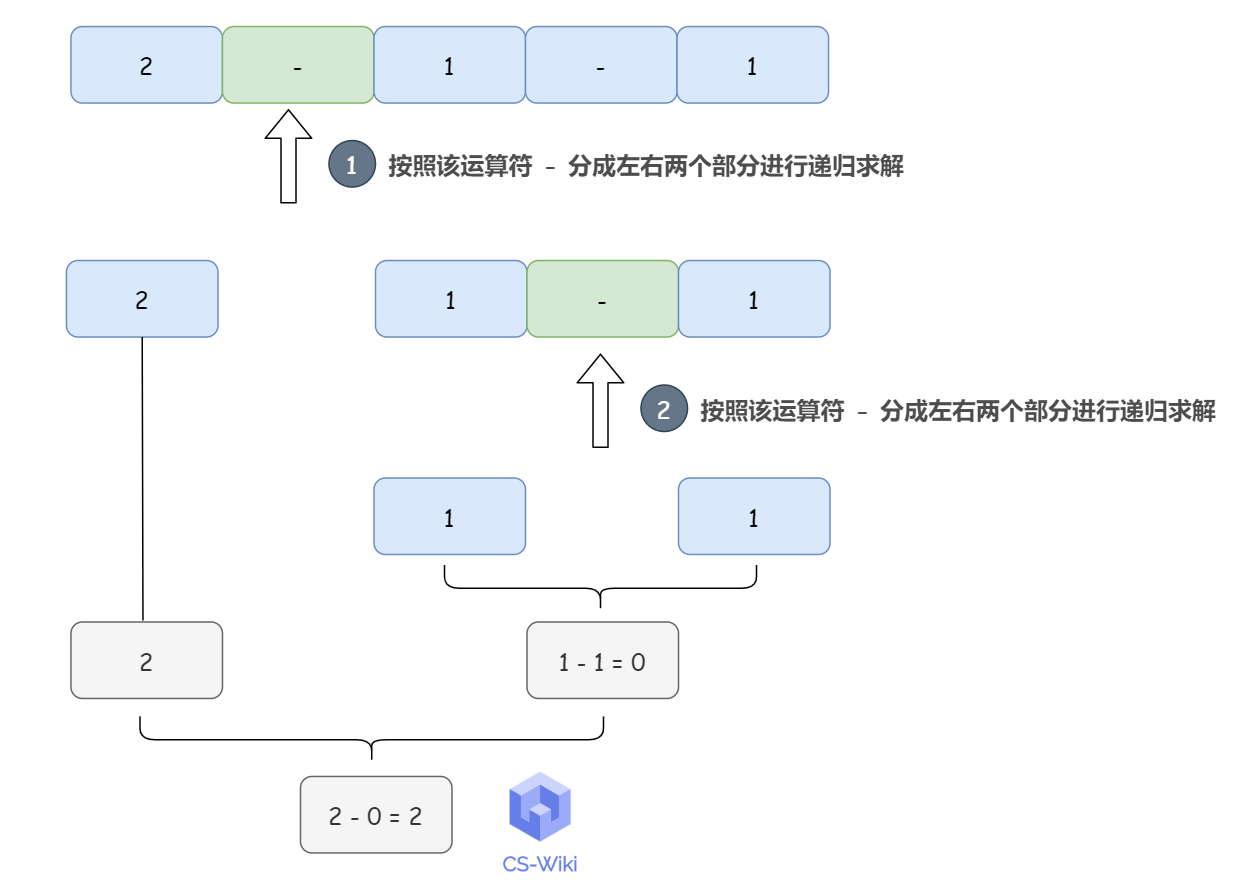 2 - 1 - 1
1 按照该运算符 - 分成左右两个部分进行递归求解
2 1 - 1
2 按照该运算符 - 分成左右两个部分进行递归求解
1 1
2 1 - 1 = 0
2 - 0 = 2
CS-Wiki